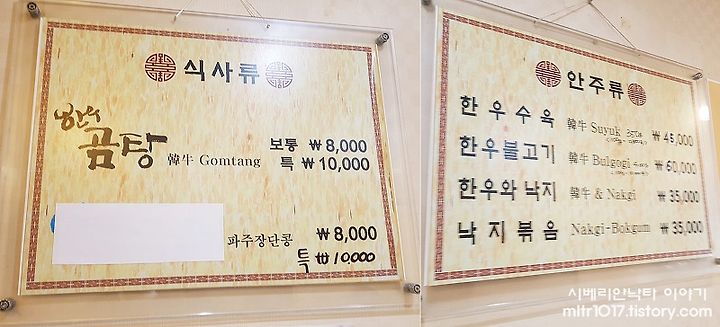 식사류
한우
곰탕 韓牛 Gomtang 보통 ₩8,000
특 ₩10,000
파주장단콩 ₩8,000
특 ₩10,000
안주류
한우수육 韓牛 Suyuk 350g ₩45,000
한우불고기 韓牛 Bulgogi ₩60,000
한우와 낙지 韓牛 & Nakgi ₩35,000
낙지볶음 Nakgi-Bokgum ₩35,000
시베리안낙타 이야기
mltr1017.tistory.com